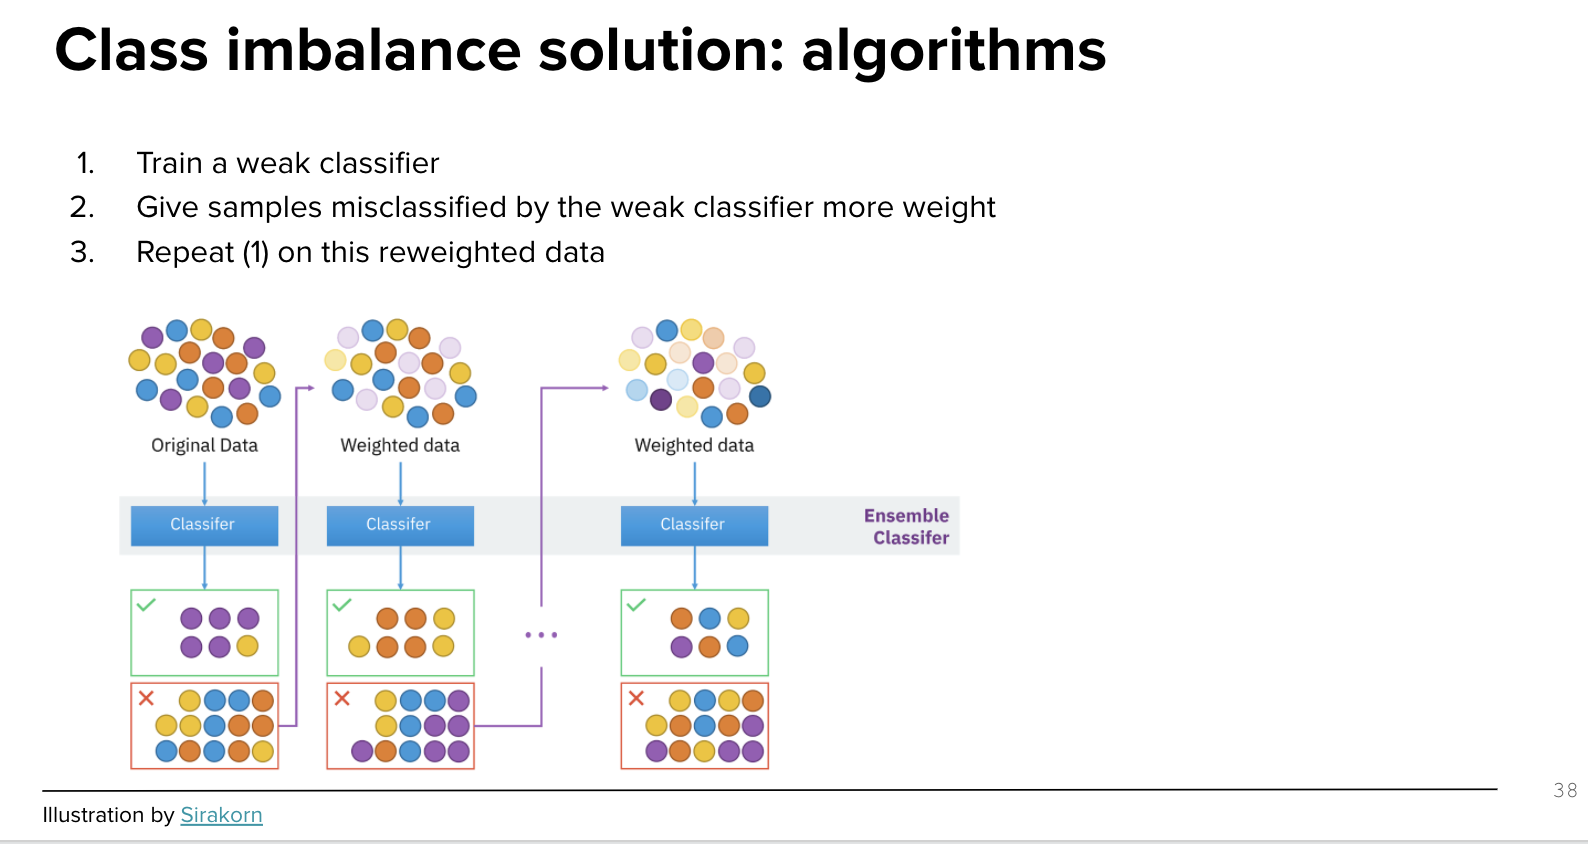 Class imbalance solution: algorithms
1. Train a weak classifier
2. Give samples misclassified by the weak classifier more weight
3. Repeat (1) on this reweighted data
Original Data
Weighted data
Weighted data
Classifer
Classifer
Classifer
Ensemble
Classifer
38
Illustration by Sirakorn